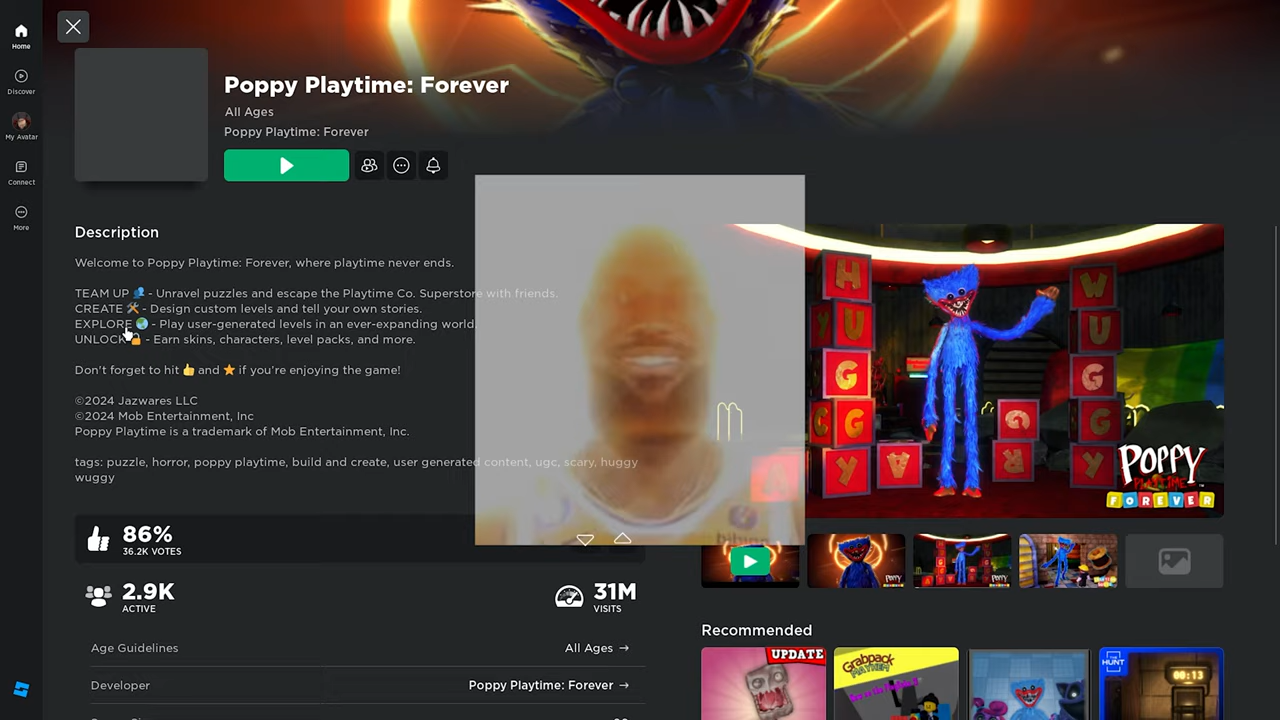 Home
Discover
My Avatar
Connect
More
Poppy Playtime: Forever
All Ages
Poppy Playtime: Forever
Description
Welcome to Poppy Playtime: Forever, where playtime never ends.
TEAM UP 👥 - Unravel puzzles and escape the Playtime Co. Superstore with friends.
CREATE 🛠️ - Design custom levels and tell your own stories.
EXPLORE 🌏 - Play user-generated levels in an ever-expanding world.
UNLOCK 🔓 - Earn skins, characters, level packs, and more.
Don't forget to hit 👍 and ⭐ if you're enjoying the game!
©2024 Jazwares LLC
©2024 Mob Entertainment, Inc
Poppy Playtime is a trademark of Mob Entertainment, Inc.
tags: puzzle, horror, poppy playtime, build and create, user generated content, ugc, scary, huggy
wuggy
86%
36.2K VOTES
2.9K
ACTIVE
31M
VISITS
Age Guidelines
All Ages →
Developer
Poppy Playtime: Forever →
H
U
G
G
Y
W
U
G
G
Y
POPPY
PLAYTIME
FOREVER
Recommended
UPDATE
Grabpack
MAYHEM
THE
HUNT
00:13